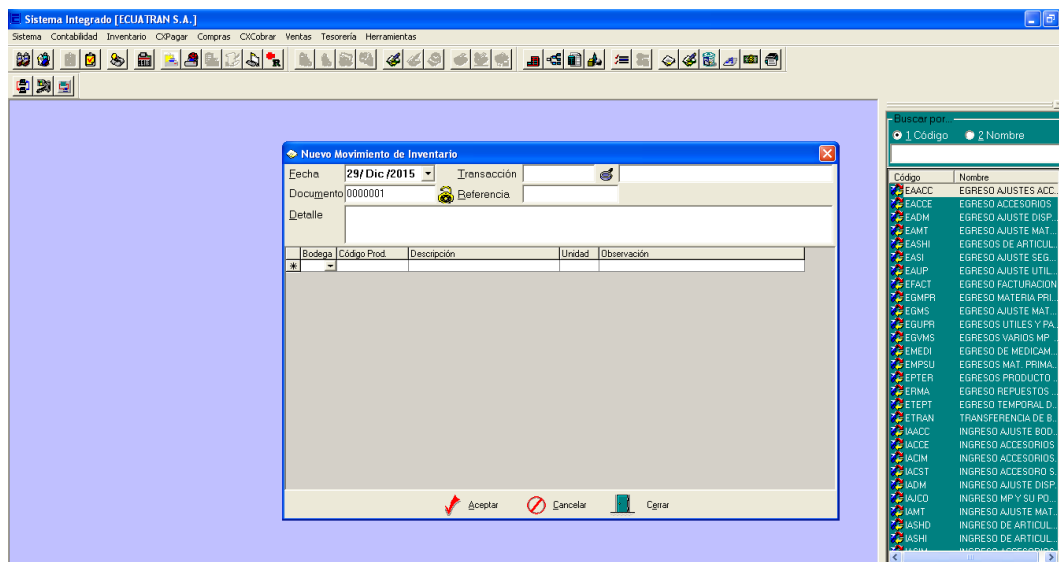 Sistema Integrado [ECUATRAN S.A.]
Sistema Contabilidad Inventario CXPagar Compras CXCobrar Ventas Tesorería Herramientas
Nuevo Movimiento de Inventario
Fecha 29/ Dic /2015 Transacción
Documento 0000001 Referencia
Detalle
Bodega Código Prod. Descripción Unidad Observación
Aceptar Cancelar Cerrar
Buscar por...
1 Código 2 Nombre
Código Nombre
EAACC EGRESO AJUSTES ACC...
EACCE EGRESO ACCESORIOS
EADM EGRESO AJUSTE DISP...
EAMT EGRESO AJUSTE MAT...
EASHI EGRESOS DE ARTICUL...
EASI EGRESO AJUSTE SEG...
EAUP EGRESO AJUSTE UTIL...
EFACT EGRESO FACTURACION
EGMPR EGRESO MATERIA PRI...
EGMS EGRESO AJUSTE MAT...
EGUPR EGRESOS UTILES Y PA...
EGVMS EGRESOS VARIOS MP ...
EMEDI EGRESO DE MEDICAM...
EMPSU EGRESOS MAT. PRIMA...
EPTER EGRESOS PRODUCTO ...
ERMA EGRESO REPUESTOS ...
ETEPT EGRESO TEMPORAL D...
ETRAN TRANSFERENCIA DE B...
IAACC INGRESO AJUSTE BOD...
IACCE INGRESO ACCESORIOS
IACIM INGRESO ACCESORIOS...
IACST INGRESO ACCESORO S...
IADM INGRESO AJUSTE DISP...
IAJCO INGRESO MP Y SU PO...
IAMT INGRESO AJUSTE MAT...
IASHD INGRESO DE ARTICUL...
IASHI INGRESO DE ARTICUL...